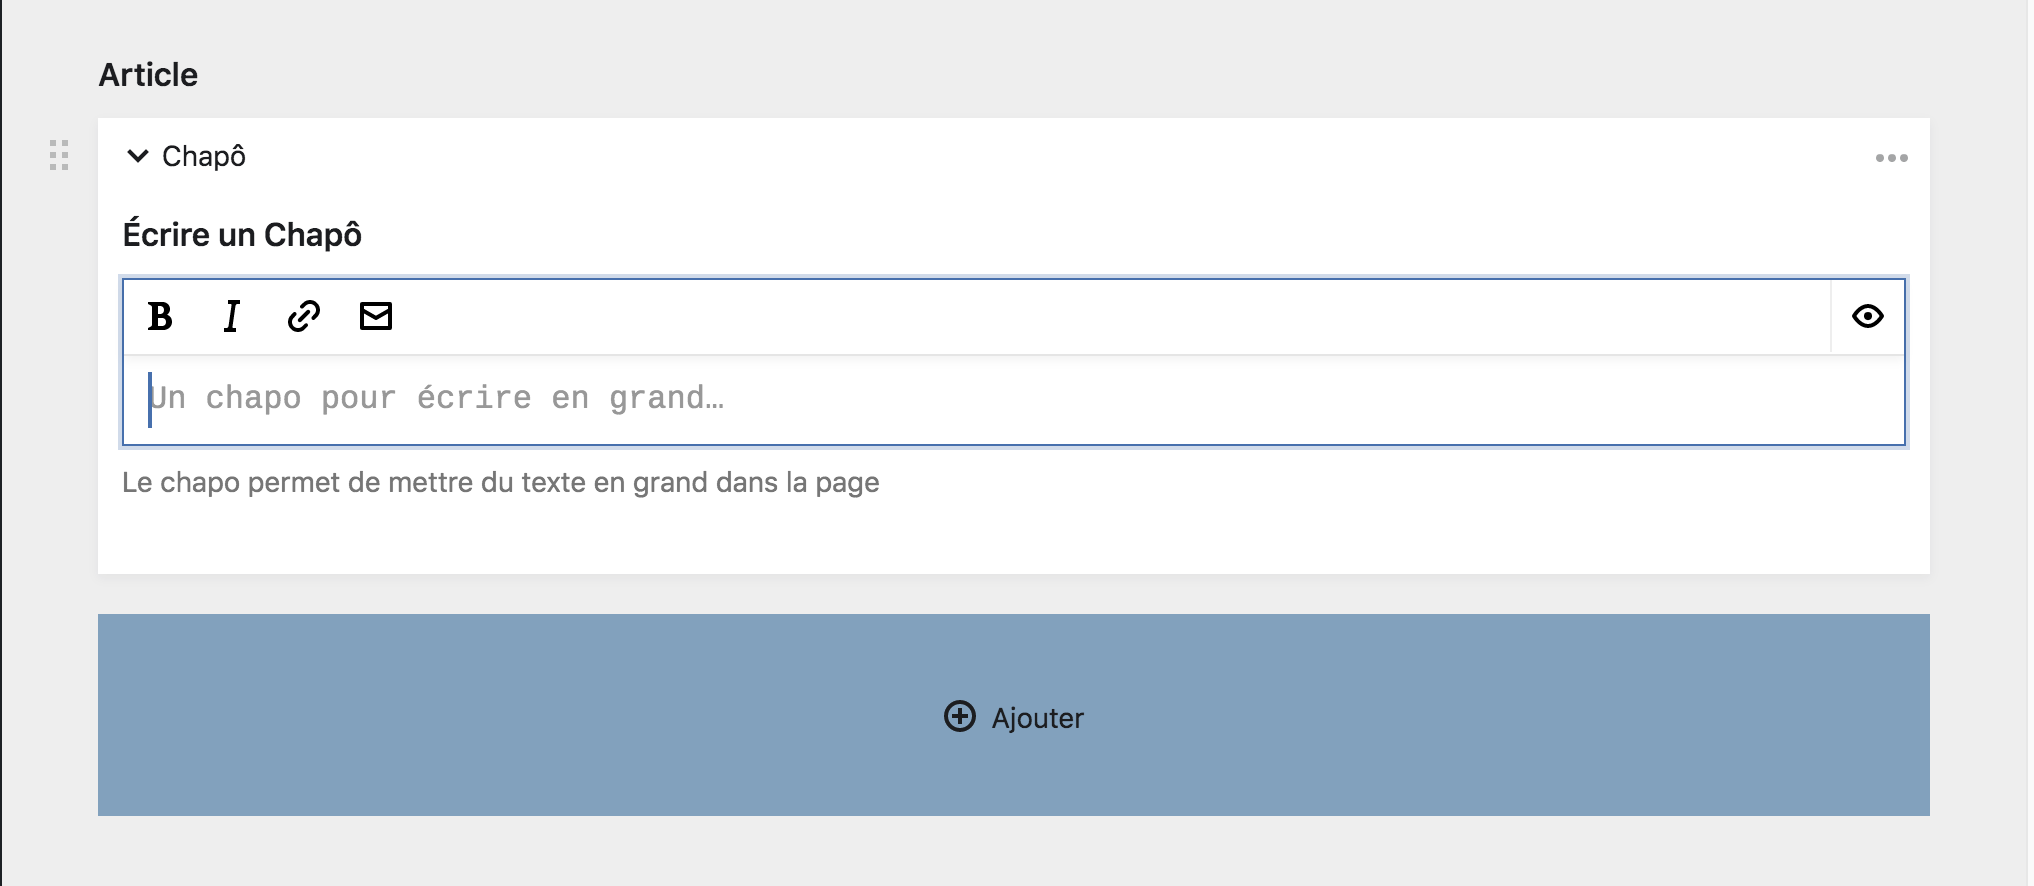 Article
Chapô
Écrire un Chapô
B I
Un chapo pour écrire en grand…
Le chapo permet de mettre du texte en grand dans la page
Ajouter